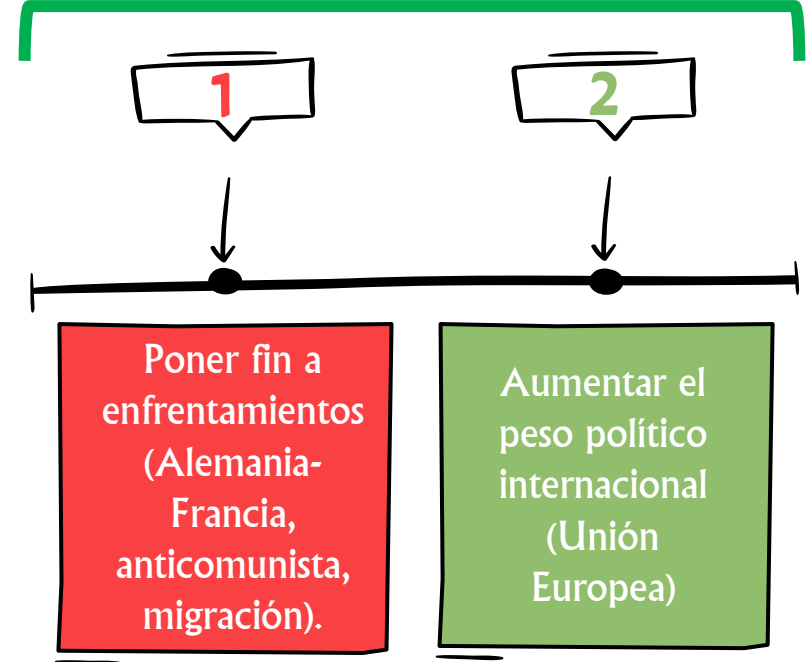 1
2
Poner fin a
enfrentamientos
(Alemania-
Francia,
anticomunista,
migración).
Aumentar el
peso político
internacional
(Unión
Europea)